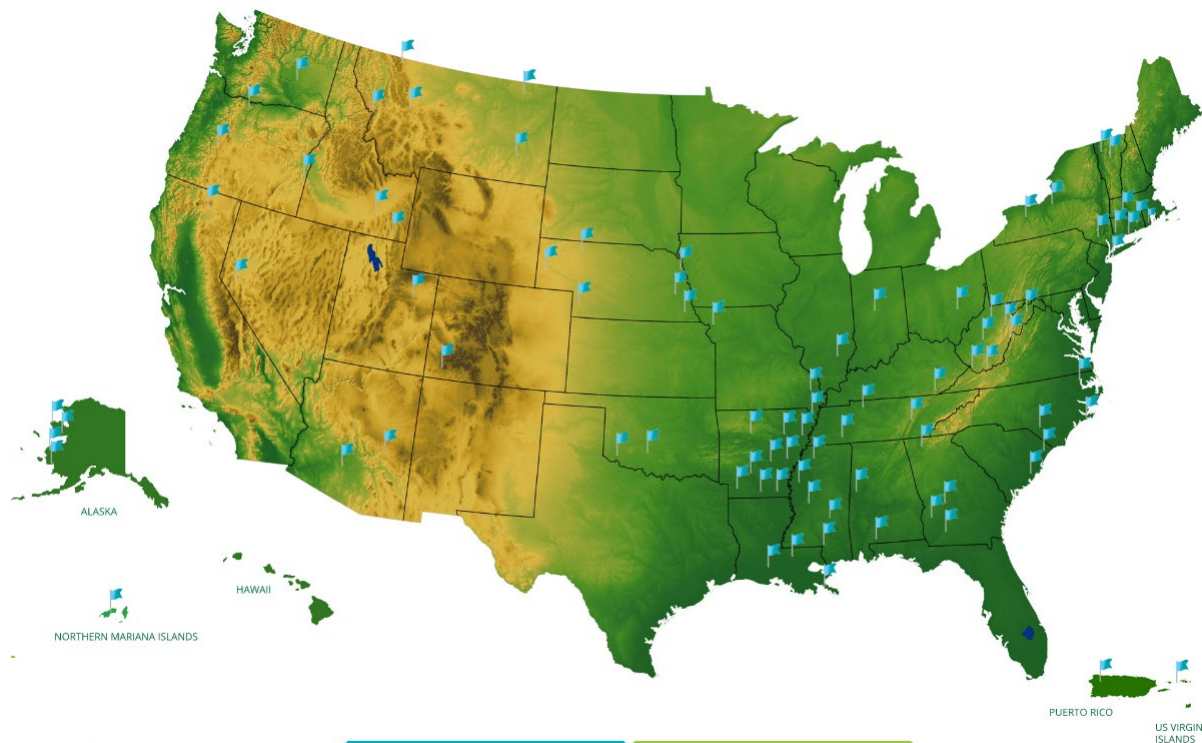 ALASKA
HAWAII
NORTHERN MARIANA ISLANDS
PUERTO RICO
US VIRGIN
ISLANDS